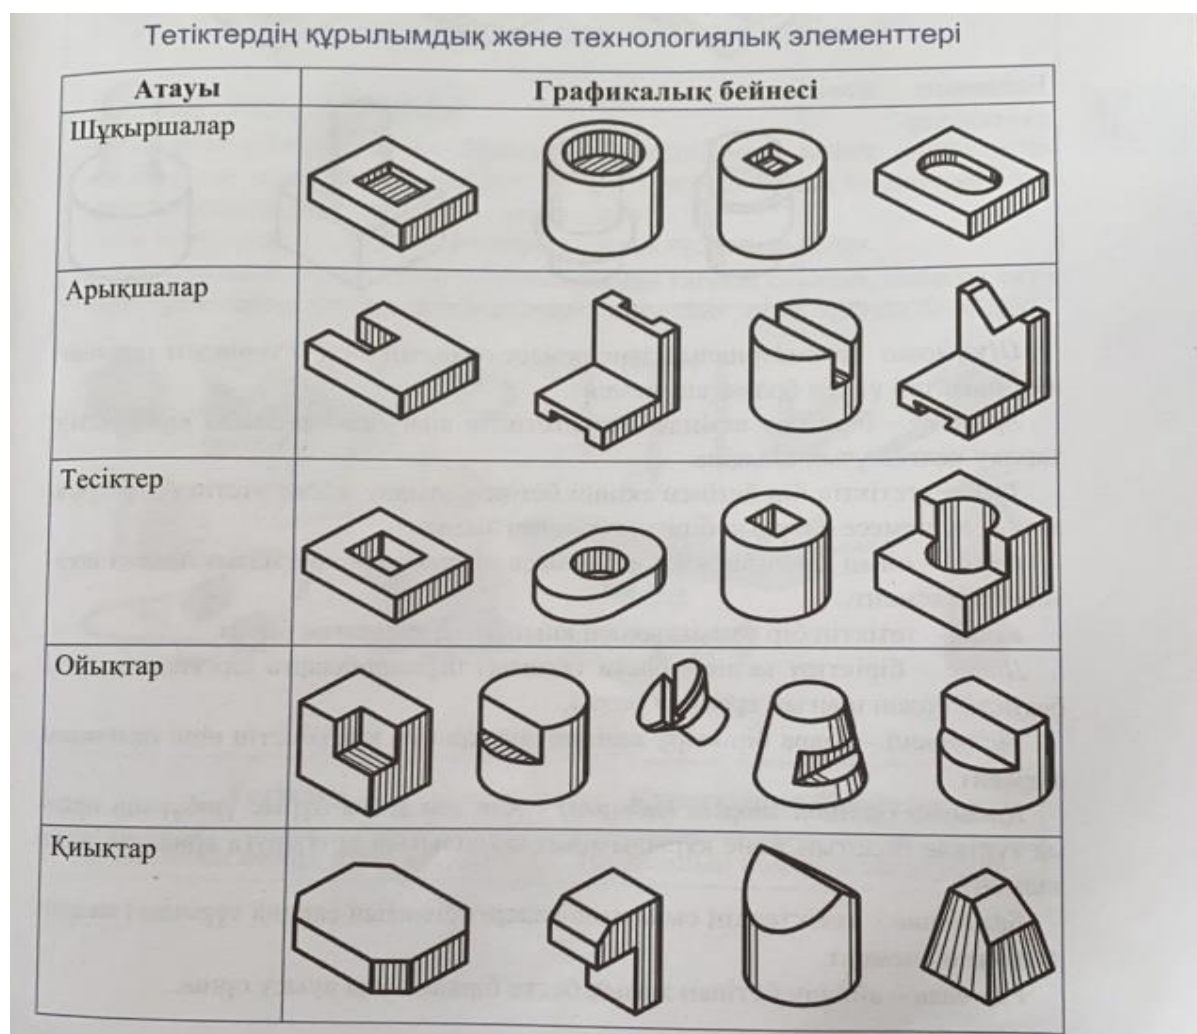 Тетіктердің құрылымдық және технологиялық элементтері
Атауы
Графикалық бейнесі
Шұқыршалар
Арықшалар
Тесіктер
Ойықтар
Қиықтар